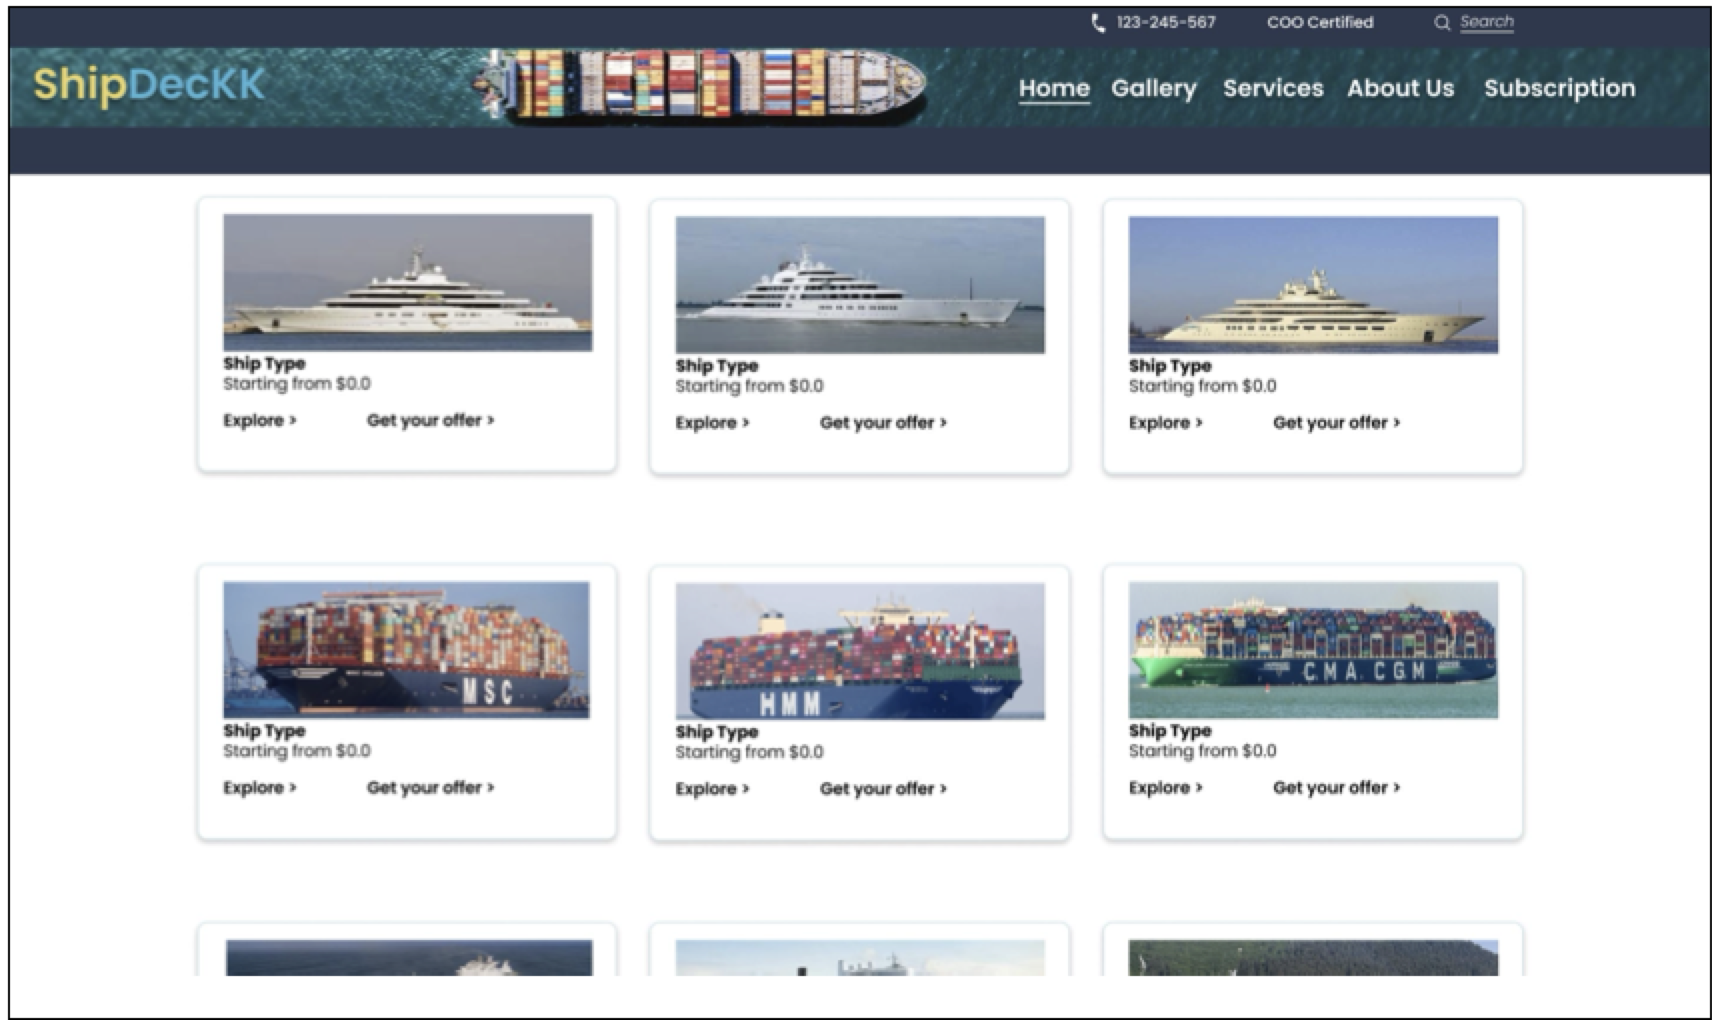 123-245-567 COO Certified Search
ShipDecKK
Home Gallery Services About Us Subscription
Ship Type
Starting from $0.0
Explore > Get your offer >
Ship Type
Starting from $0.0
Explore > Get your offer >
Ship Type
Starting from $0.0
Explore > Get your offer >
MSC
Ship Type
Starting from $0.0
Explore > Get your offer >
HMM
Ship Type
Starting from $0.0
Explore > Get your offer >
CMA CGM
Ship Type
Starting from $0.0
Explore > Get your offer >